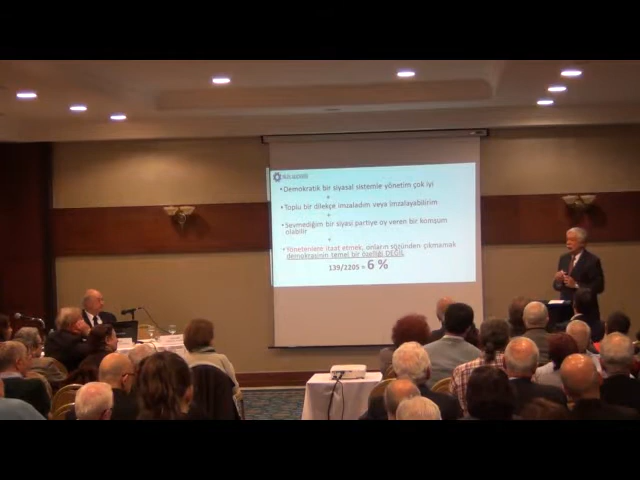 •Demokratik bir siyasal sistemle yönetim çok iyi
+
•Toplu bir dilekçe imzaladım veya imzalayabilirim
+
•Sevmediğim bir siyasi partiye oy veren bir komşum
olabilir
+
•Yönetenlere itaat etmek, onların sözünden çıkmamak
demokrasinin temel bir özelliği DEĞİL
139/2205 = 6 %